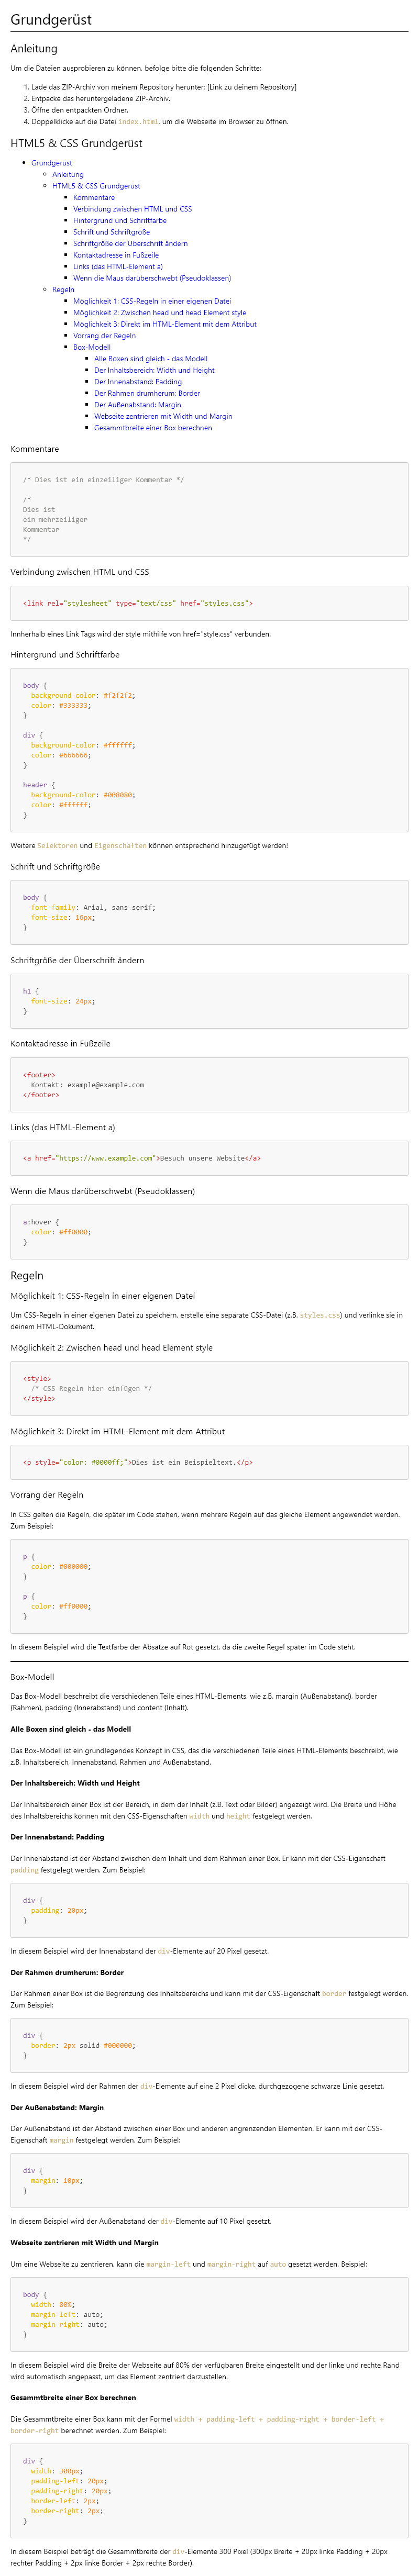 Grundgerüst
Anleitung
Um die Dateien ausprobieren zu können, befolge bitte die folgenden Schritte:
1. Lade das ZIP-Archiv von meinem Repository herunter: [Link zu deinem Repository]
2. Entpacke das heruntergeladene ZIP-Archiv.
3. Öffne den entpackten Ordner.
4. Doppelklicke auf die Datei index.html, um die Webseite im Browser zu öffnen.
HTML5 & CSS Grundgerüst
Grundgerüst
Anleitung
HTML5 & CSS Grundgerüst
Kommentare
Verbindung zwischen HTML und CSS
Hintergrund und Schriftfarbe
Schrift und Schriftgröße
Schriftgröße der Überschrift ändern
Kontaktadresse in Fußzeile
Links (das HTML-Element a)
Wenn die Maus darüberschwebt (Pseudoklassen)
Regeln
Möglichkeit 1: CSS-Regeln in einer eigenen Datei
Möglichkeit 2: Zwischen head und head Element style
Möglichkeit 3: Direkt im HTML-Element mit dem Attribut
Vorrang der Regeln
Box-Modell
Alle Boxen sind gleich - das Modell
Der Inhaltsbereich: Width und Height
Der Innenabstand: Padding
Der Rahmen drumherum: Border
Der Außenabstand: Margin
Webseite zentrieren mit Width und Margin
Gesammtbreite einer Box berechnen
Kommentare
/* Dies ist ein einzeiliger Kommentar */
/*
Dies ist
ein mehrzeiliger
Kommentar
*/
Verbindung zwischen HTML und CSS
<link rel="stylesheet" type="text/css" href="styles.css">
Innherhalb eines Link Tags wird der style mithilfe von href="style.css" verbunden.
Hintergrund und Schriftfarbe
body {
background-color: #f2f2f2;
color: #333333;
}
div {
background-color: #ffffff;
color: #666666;
}
header {
background-color: #008080;
color: #ffffff;
}
Weitere Selektoren und Eigenschaften können entsprechend hinzugefügt werden!
Schrift und Schriftgröße
body {
font-family: Arial, sans-serif;
font-size: 16px;
}
Schriftgröße der Überschrift ändern
h1 {
font-size: 24px;
}
Kontaktadresse in Fußzeile
<footer>
Kontakt: example@example.com
</footer>
Links (das HTML-Element a)
<a href="https://www.example.com">Besuch unsere Website</a>
Wenn die Maus darüberschwebt (Pseudoklassen)
a:hover {
color: #ff0000;
}
Regeln
Möglichkeit 1: CSS-Regeln in einer eigenen Datei
Um CSS-Regeln in einer eigenen Datei zu speichern, erstelle eine separate CSS-Datei (z.B. styles.css) und verlinke sie in
deinem HTML-Dokument.
Möglichkeit 2: Zwischen head und head Element style
<style>
/* CSS-Regeln hier einfügen */
</style>
Möglichkeit 3: Direkt im HTML-Element mit dem Attribut
<p style="color: #0000ff;">Dies ist ein Beispieltext.</p>
Vorrang der Regeln
In CSS gelten die Regeln, die später im Code stehen, wenn mehrere Regeln auf das gleiche Element angewendet werden.
Zum Beispiel:
p {
color: #000000;
}
p {
color: #ff0000;
}
In diesem Beispiel wird die Textfarbe der Absätze auf Rot gesetzt, da die zweite Regel später im Code steht.
Box-Modell
Das Box-Modell beschreibt die verschiedenen Teile eines HTML-Elements, wie z.B. margin (Außenabstand), border
(Rahmen), padding (Innerabstand) und content (Inhalt).
Alle Boxen sind gleich - das Modell
Das Box-Modell ist ein grundlegendes Konzept in CSS, das die verschiedenen Teile eines HTML-Elements beschreibt, wie
z.B. Inhaltsbereich, Innenabstand, Rahmen und Außenabstand.
Der Inhaltsbereich: Width und Height
Der Inhaltsbereich einer Box ist der Bereich, in dem der Inhalt (z.B. Text oder Bilder) angezeigt wird. Die Breite und Höhe
des Inhaltsbereichs können mit den CSS-Eigenschaften width und height festgelegt werden.
Der Innenabstand: Padding
Der Innenabstand ist der Abstand zwischen dem Inhalt und dem Rahmen einer Box. Er kann mit der CSS-Eigenschaft
padding festgelegt werden. Zum Beispiel:
div {
padding: 20px;
}
In diesem Beispiel wird der Innenabstand der div-Elemente auf 20 Pixel gesetzt.
Der Rahmen drumherum: Border
Der Rahmen einer Box ist die Begrenzung des Inhaltsbereichs und kann mit der CSS-Eigenschaft border festgelegt werden.
Zum Beispiel:
div {
border: 2px solid #000000;
}
In diesem Beispiel wird der Rahmen der div-Elemente auf eine 2 Pixel dicke, durchgezogene schwarze Linie gesetzt.
Der Außenabstand: Margin
Der Außenabstand ist der Abstand zwischen einer Box und anderen angrenzenden Elementen. Er kann mit der CSS-
Eigenschaft margin festgelegt werden. Zum Beispiel:
div {
margin: 10px;
}
In diesem Beispiel wird der Außenabstand der div-Elemente auf 10 Pixel gesetzt.
Webseite zentrieren mit Width und Margin
Um eine Webseite zu zentrieren, kann die margin-left und margin-right auf auto gesetzt werden. Beispiel:
body {
width: 80%;
margin-left: auto;
margin-right: auto;
}
In diesem Beispiel wird die Breite der Webseite auf 80% der verfügbaren Breite eingestellt und der linke und rechte Rand
wird automatisch angepasst, um das Element zentriert darzustellen.
Gesammtbreite einer Box berechnen
Die Gesammtbreite einer Box kann mit der Formel width + padding-left + padding-right + border-left +
border-right berechnet werden. Zum Beispiel:
div {
width: 300px;
padding-left: 20px;
padding-right: 20px;
border-left: 2px;
border-right: 2px;
}
In diesem Beispiel beträgt die Gesammtbreite der div-Elemente 300 Pixel (300px Breite + 20px linke Padding + 20px
rechter Padding + 2px linke Border + 2px rechte Border).